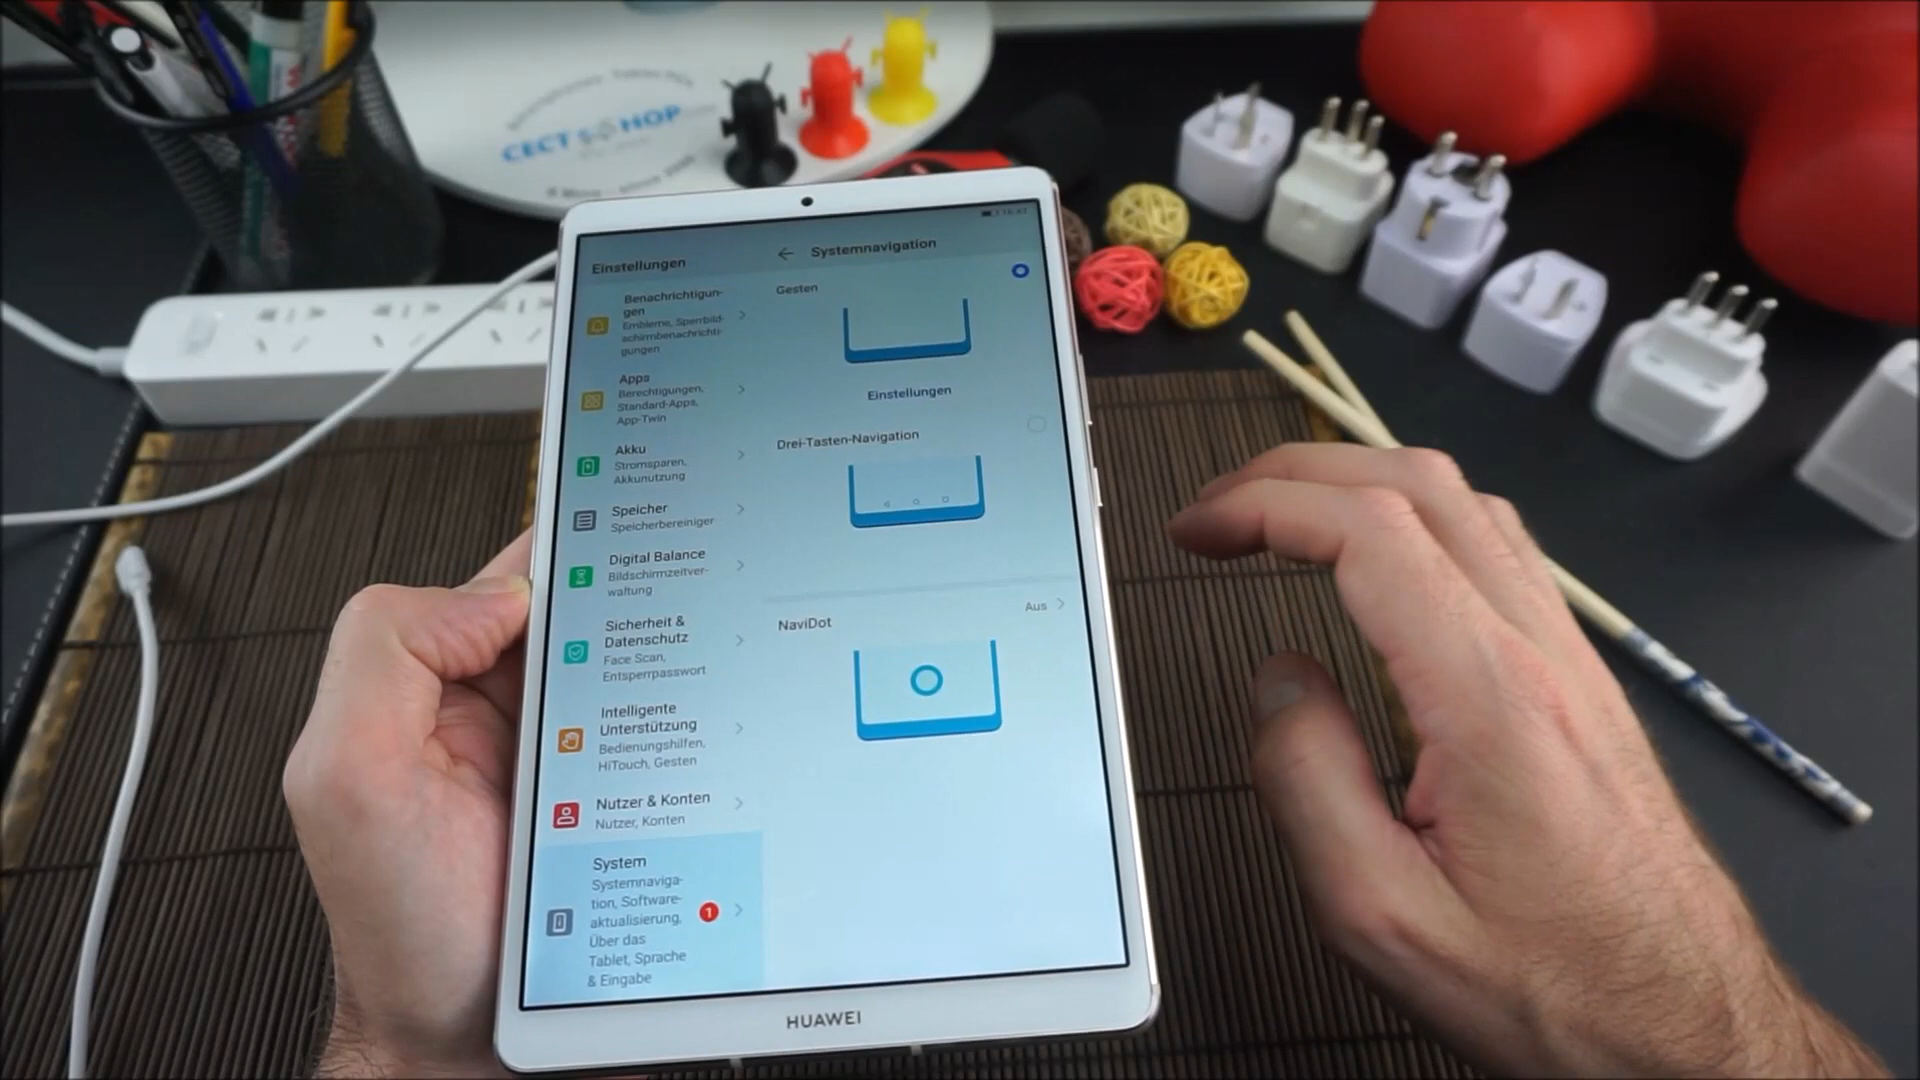 CECT SHOP
Einstellungen
Benachrichtigun-
gen
Embleme, Sperrbild-
schirmbenachrichti-
gungen
Apps
Berechtigungen,
Standard-Apps,
App-Twin
Akku
Stromsparen,
Akkunutzung
Speicher
Speicherbereiniger
Digital Balance
Bildschirmzeitver-
waltung
Sicherheit &
Datenschutz
Face Scan,
Entsperrpasswort
Intelligente
Unterstützung
Bedienungshilfen,
HiTouch, Gesten
Nutzer & Konten
Nutzer, Konten
System
Systemnaviga-
tion, Software-
aktualisierung,
Über das
Tablet, Sprache
& Eingabe
1
Systemnavigation
Gesten
Einstellungen
Drei-Tasten-Navigation
NaviDot
Aus
HUAWEI